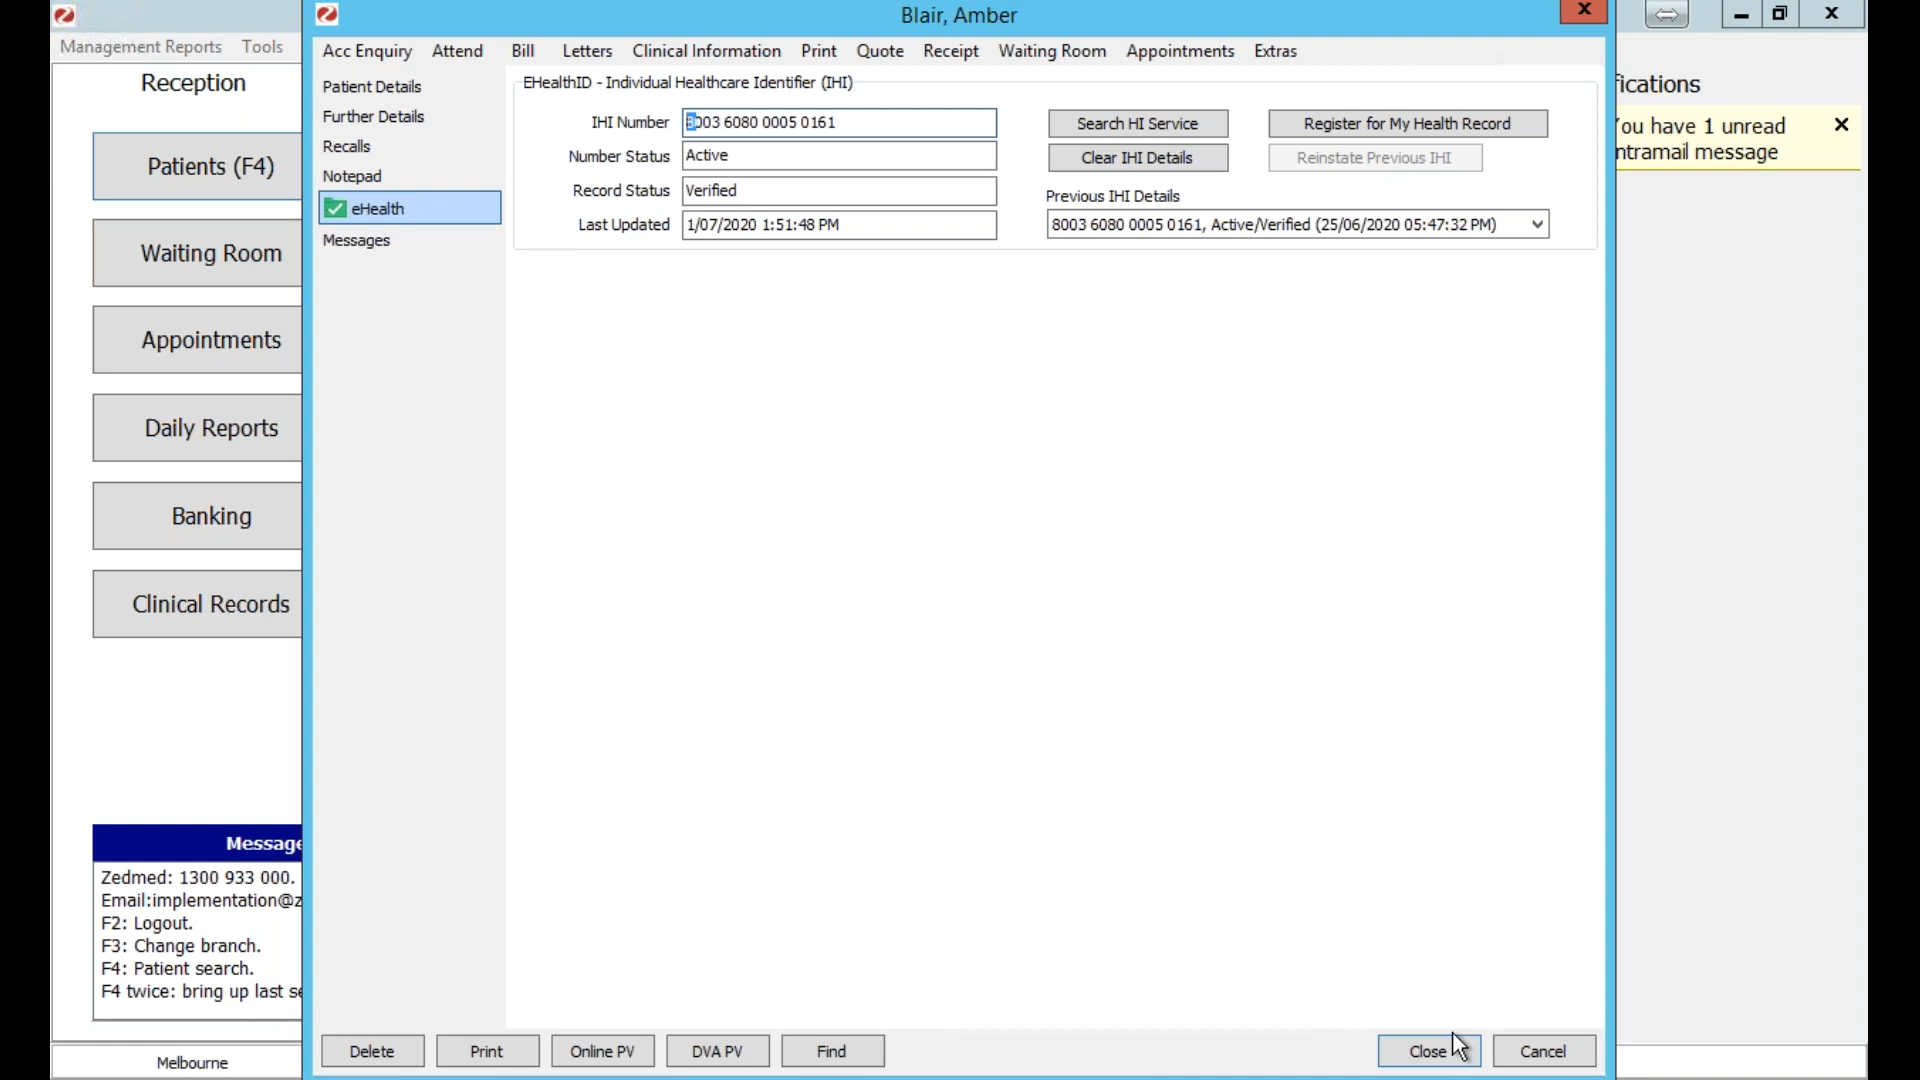 Blair, Amber
Management Reports Tools
Reception
Patients (F4)
Waiting Room
Appointments
Daily Reports
Banking
Clinical Records
Message
Zedmed: 1300 933 000.
Email:implementation@z
F2: Logout.
F3: Change branch.
F4: Patient search.
F4 twice: bring up last se
Melbourne
Acc Enquiry Attend Bill Letters Clinical Information Print Quote Receipt Waiting Room Appointments Extras
Patient Details
Further Details
Recalls
Notepad
eHealth
Messages
EHealthID - Individual Healthcare Identifier (IHI)
IHI Number 8003 6080 0005 0161
Number Status Active
Record Status Verified
Last Updated 1/07/2020 1:51:48 PM
Search HI Service Register for My Health Record
Clear IHI Details Reinstate Previous IHI
Previous IHI Details
8003 6080 0005 0161, Active/Verified (25/06/2020 05:47:32 PM)
Delete Print Online PV DVA PV Find Close Cancel
fications
You have 1 unread
ntramail message